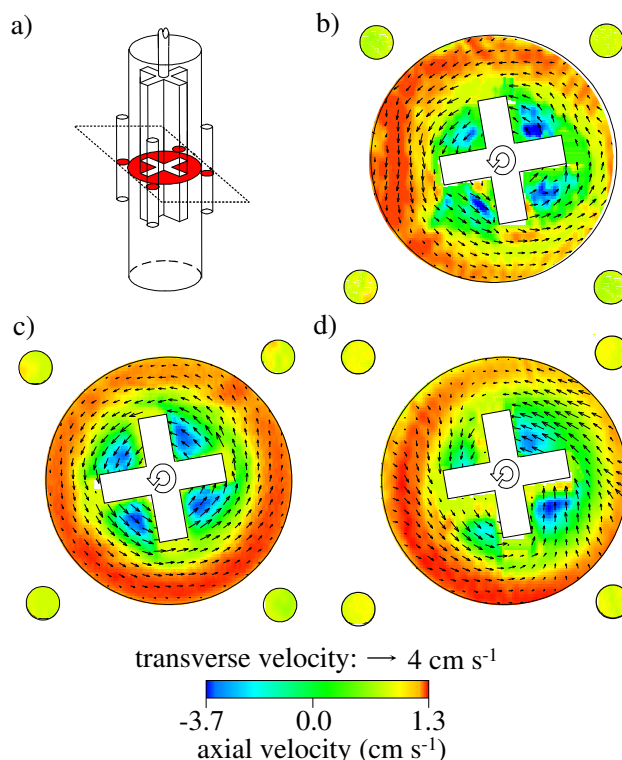 a)
b)
c)
d)
transverse velocity: → 4 cm s⁻¹
-3.7 0.0 1.3
axial velocity (cm s⁻¹)